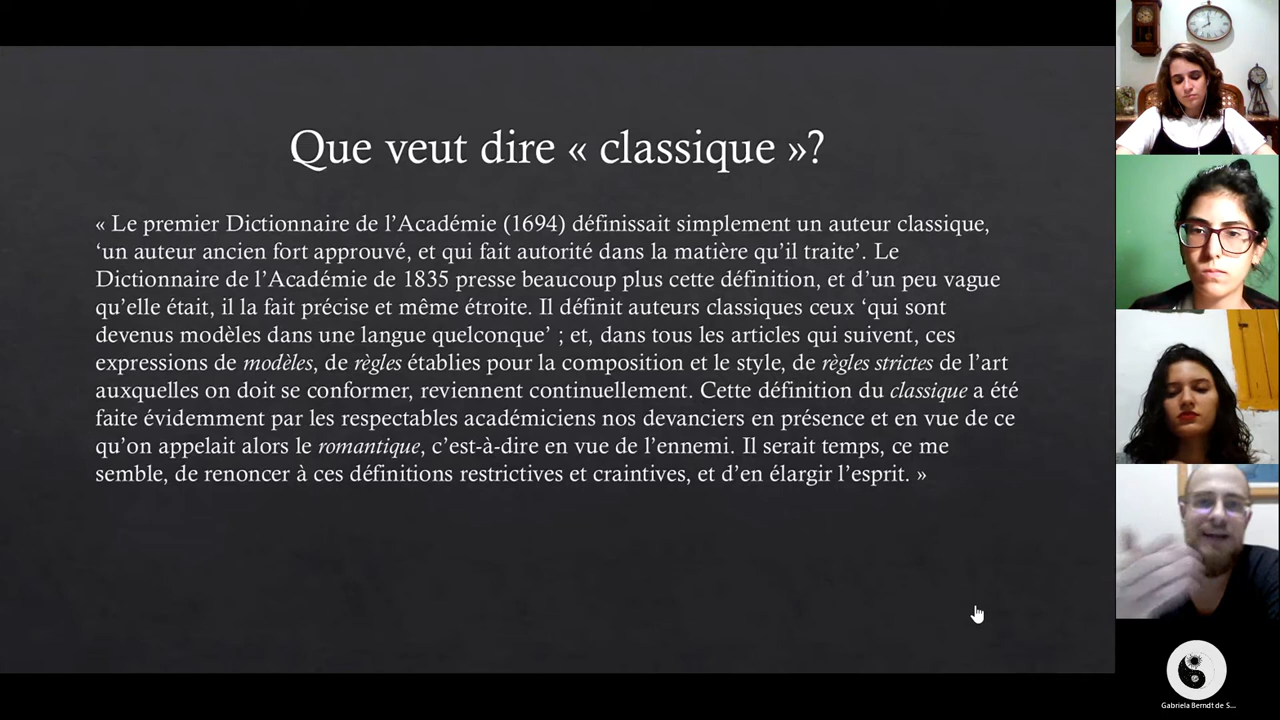 Que veut dire « classique »?
« Le premier Dictionnaire de l’Académie (1694) définissait simplement un auteur classique,
‘un auteur ancien fort approuvé, et qui fait autorité dans la matière qu’il traite’. Le
Dictionnaire de l’Académie de 1835 presse beaucoup plus cette définition, et d’un peu vague
qu’elle était, il la fait précise et même étroite. Il définit auteurs classiques ceux ‘qui sont
devenus modèles dans une langue quelconque’ ; et, dans tous les articles qui suivent, ces
expressions de modèles, de règles établies pour la composition et le style, de règles strictes de l’art
auxquelles on doit se conformer, reviennent continuellement. Cette définition du classique a été
faite évidemment par les respectables académiciens nos devanciers en présence et en vue de ce
qu’on appelait alors le romantique, c’est-à-dire en vue de l’ennemi. Il serait temps, ce me
semble, de renoncer à ces définitions restrictives et craintives, et d’en élargir l’esprit. »
Gabriela Berndt de S...